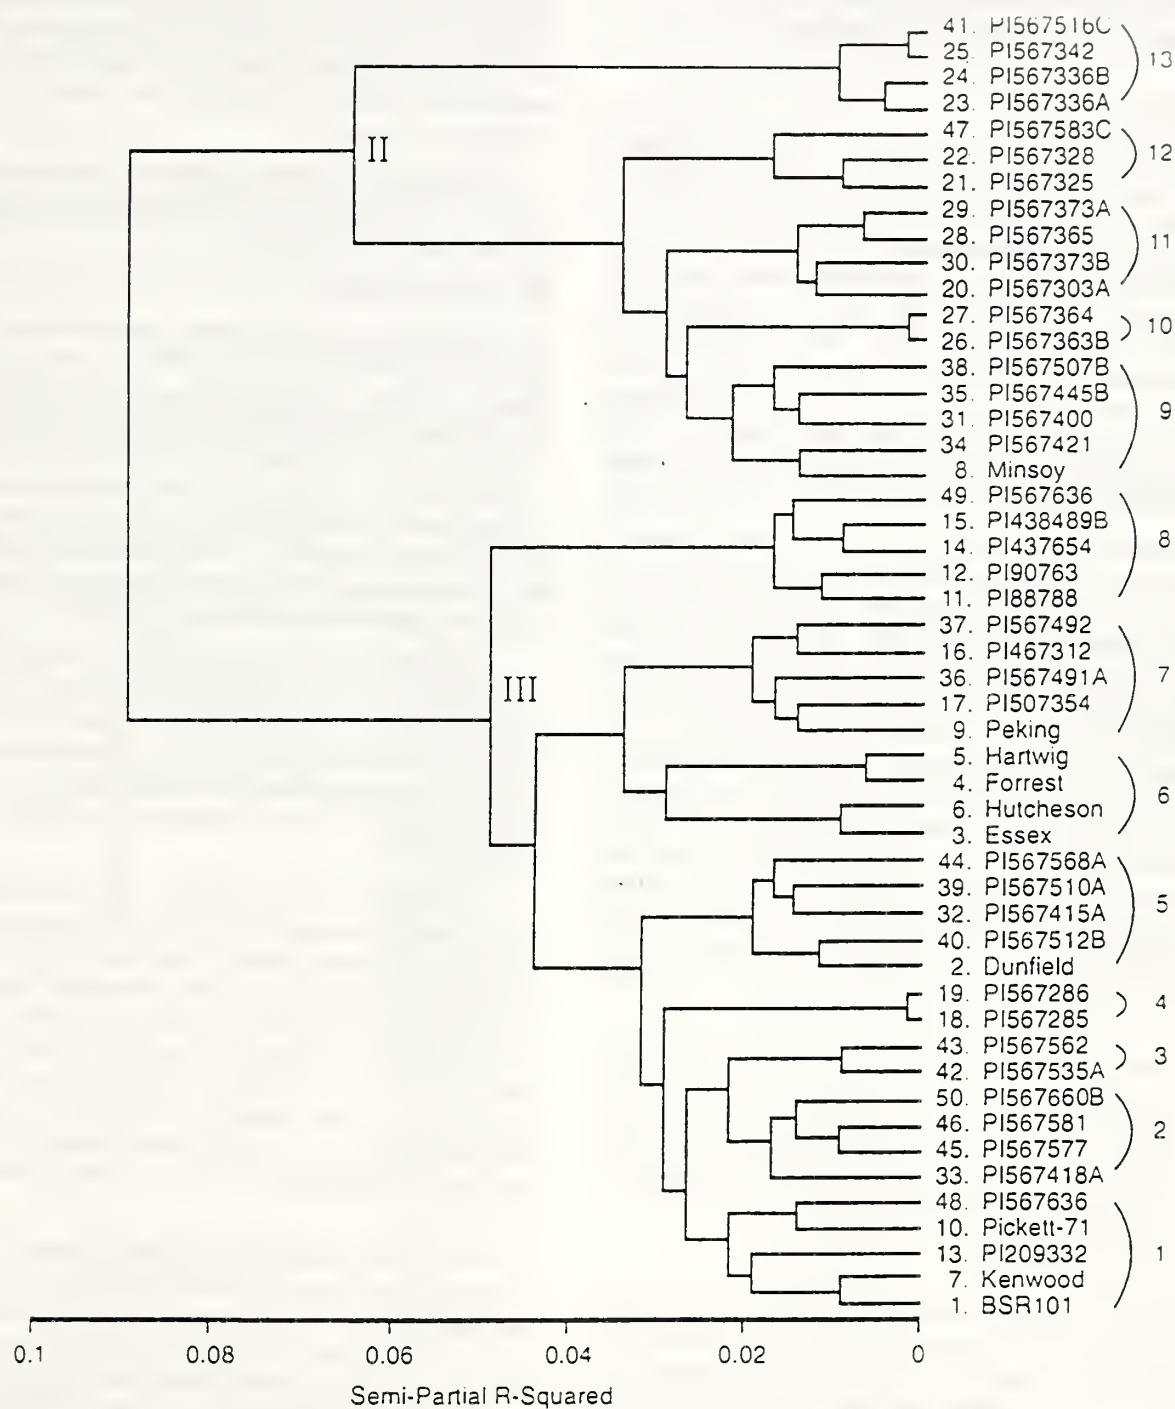 41. PI567516C
25. PI567342
24. PI567336B
23. PI567336A
13
47. PI567583C
22. PI567328
21. PI567325
12
II
29. PI567373A
28. PI567365
30. PI567373B
20. PI567303A
11
27. PI567364
26. PI567363B
10
38. PI567507B
35. PI567445B
31. PI567400
34 PI567421
8. Minsoy
9
49. PI567636
15. PI438489B
14. PI437654
12. PI90763
11. PI88788
8
37. PI567492
16. PI467312
36. PI567491A
17. PI507354
9. Peking
7
III
5. Hartwig
4. Forrest
6. Hutcheson
3. Essex
6
44. PI567568A
39. PI567510A
32. PI567415A
40. PI567512B
2. Dunfield
5
19. PI567286
18. PI567285
4
43. PI567562
42. PI567535A
3
50. PI567660B
46. PI567581
45. PI567577
33. PI567418A
2
48. PI567636
10. Pickett-71
13. PI209332
7. Kenwood
1. BSR101
1
0.1 0.08 0.06 0.04 0.02 0
Semi-Partial R-Squared